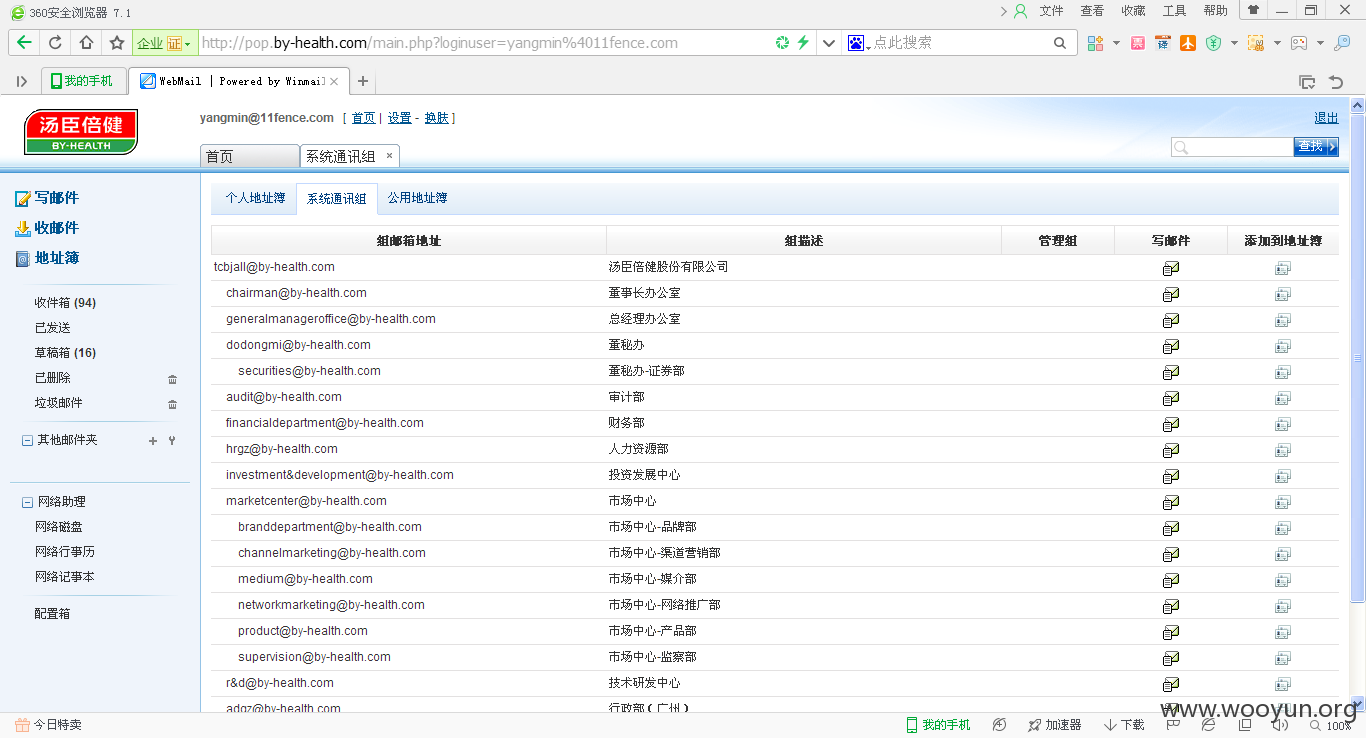 360安全浏览器 7.1
文件 查看 收藏 工具 帮助
企业 证 http://pop.by-health.com/main.php?loginuser=yangmin%4011fence.com 点此搜索
我的手机 WebMail | Powered by Winmai
汤臣倍健
BY-HEALTH
yangmin@11fence.com [ 首页 | 设置 - 换肤 ] 退出
首页 系统通讯组 × 查找
写邮件
收邮件
地址簿
收件箱 (94)
已发送
草稿箱 (16)
已删除
垃圾邮件
其他邮件夹
网络助理
网络磁盘
网络行事历
网络记事本
配置箱
个人地址簿 系统通讯组 公用地址簿
组邮箱地址 组描述 管理组 写邮件 添加到地址簿
tcbjall@by-health.com 汤臣倍健股份有限公司
chairman@by-health.com 董事长办公室
generalmanageroffice@by-health.com 总经理办公室
dodongmi@by-health.com 董秘办
securities@by-health.com 董秘办-证券部
audit@by-health.com 审计部
financialdepartment@by-health.com 财务部
hrgz@by-health.com 人力资源部
investment&development@by-health.com 投资发展中心
marketcenter@by-health.com 市场中心
branddepartment@by-health.com 市场中心-品牌部
channelmarketing@by-health.com 市场中心-渠道营销部
medium@by-health.com 市场中心-媒介部
networkmarketing@by-health.com 市场中心-网络推广部
product@by-health.com 市场中心-产品部
supervision@by-health.com 市场中心-监察部
r&d@by-health.com 技术研发中心
adgz@by-health.com 行政部(广州)
www.wooyun.org
今日特卖 我的手机 加速器 下载 100%